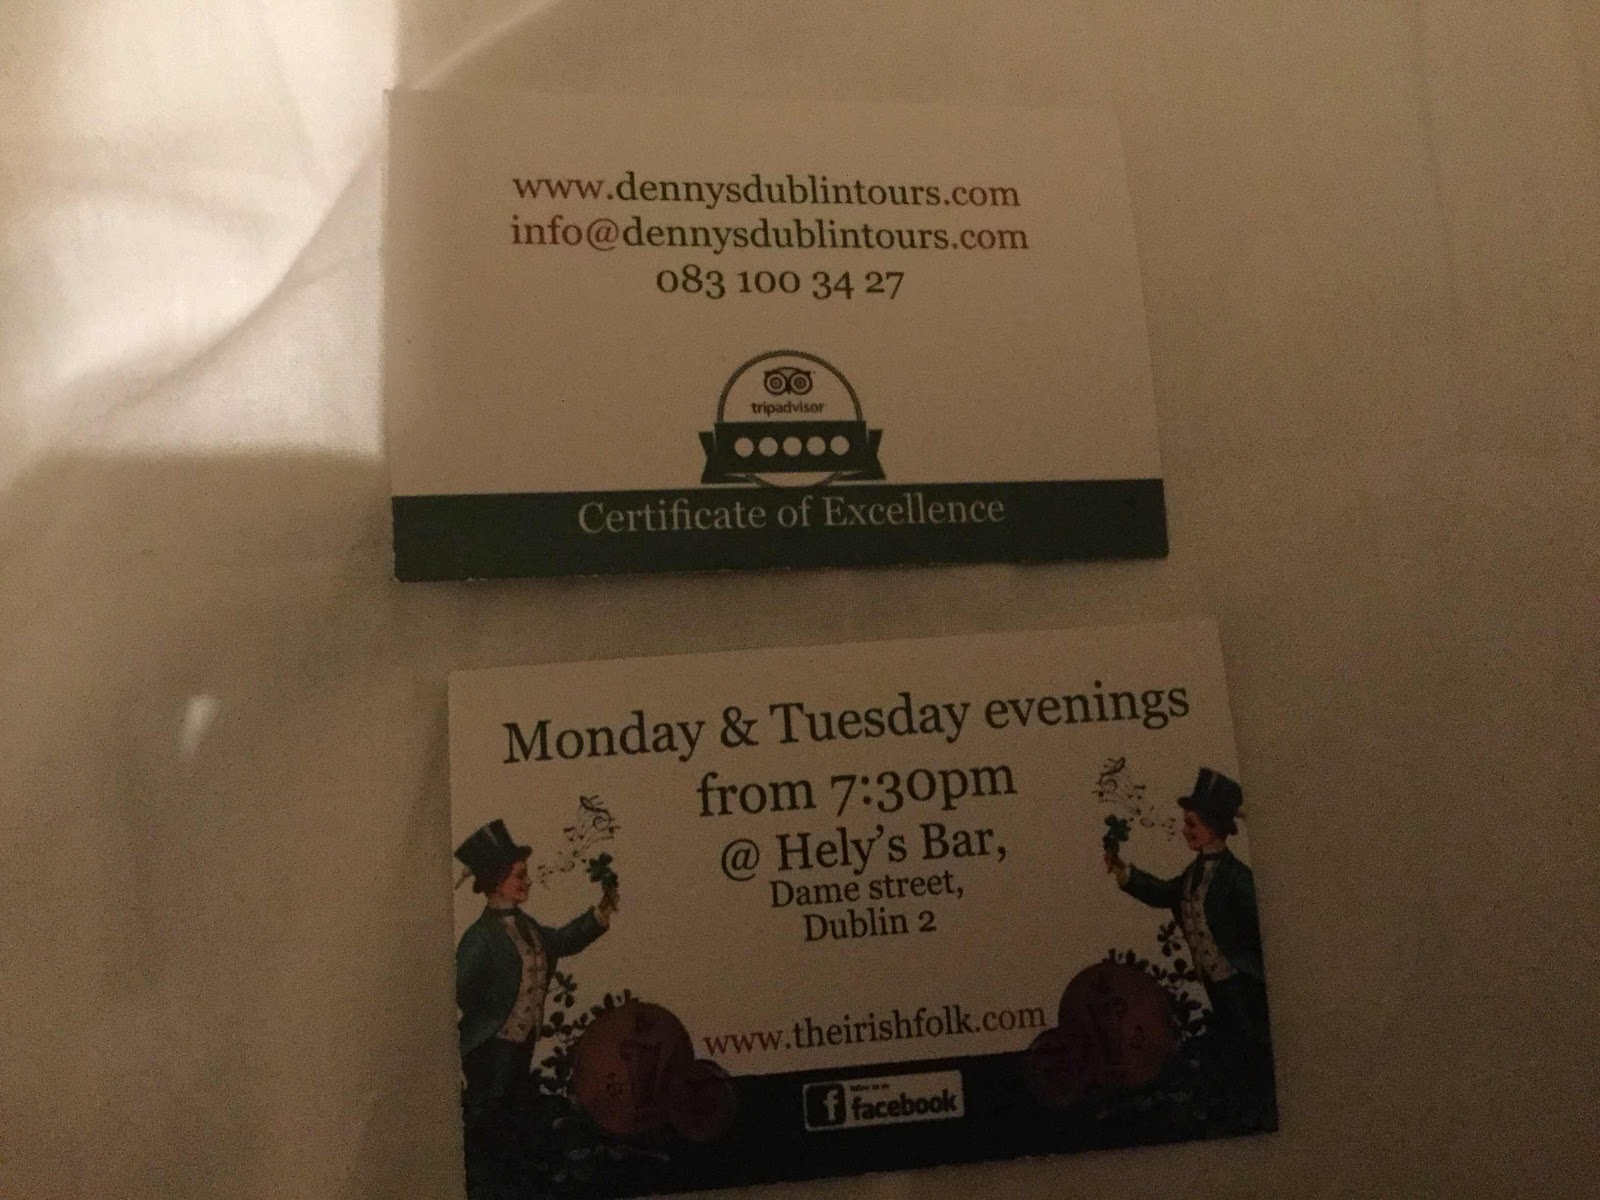 www.dennysdublintours.com
info@dennysdublintours.com
083 100 34 27
tripadvisor
Certificate of Excellence
Monday & Tuesday evenings
from 7:30pm
@ Hely's Bar,
Dame street,
Dublin 2
www.theirishfolk.com
facebook